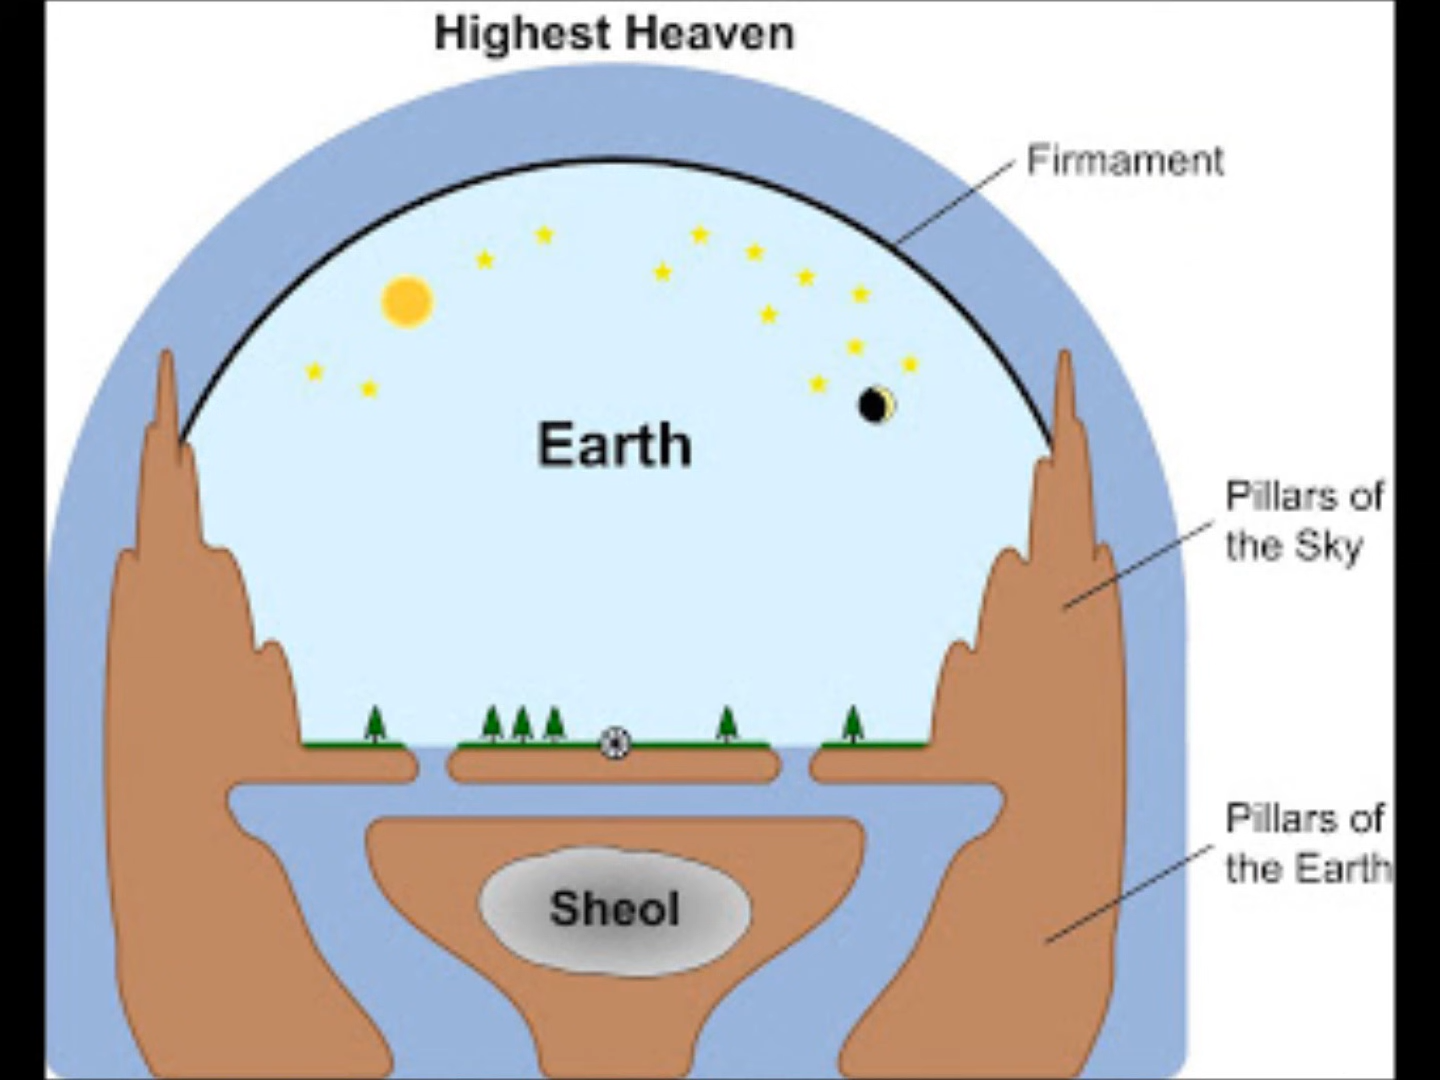 Highest Heaven
Firmament
Earth
Pillars of
the Sky
Pillars of
the Earth
Sheol